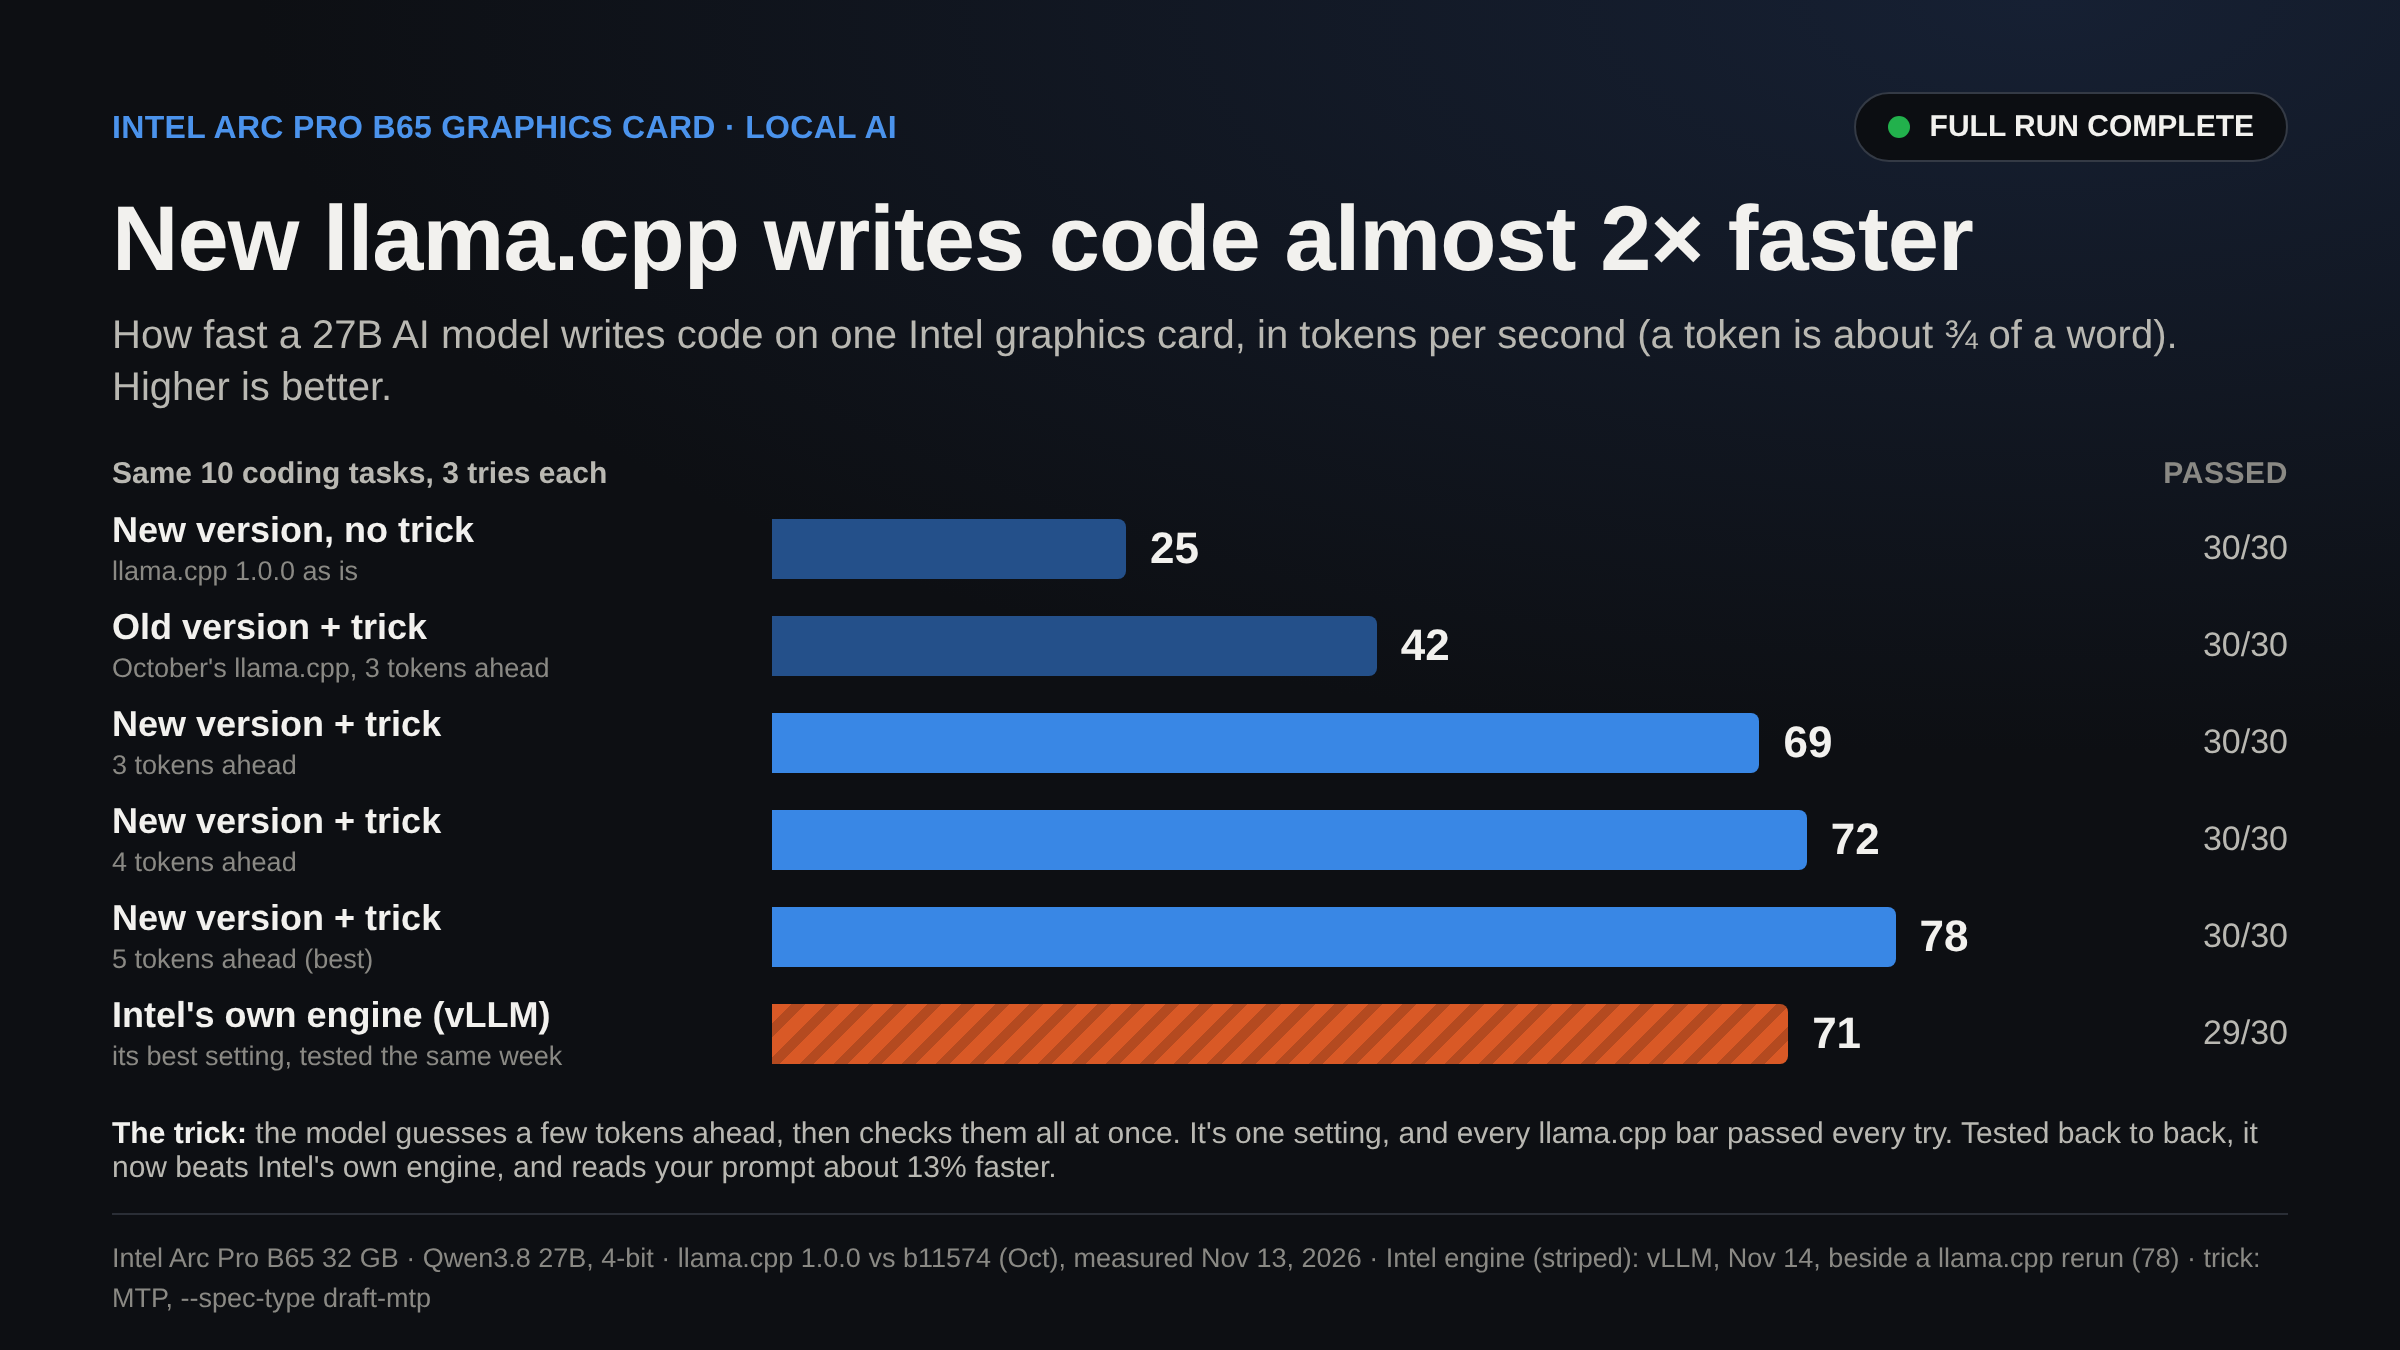 INTEL ARC PRO B65 GRAPHICS CARD · LOCAL AI
FULL RUN COMPLETE
New llama.cpp writes code almost 2× faster
How fast a 27B AI model writes code on one Intel graphics card, in tokens per second (a token is about ¾ of a word).
Higher is better.
Same 10 coding tasks, 3 tries each
PASSED
New version, no trick
llama.cpp 1.0.0 as is
25
30/30
Old version + trick
October's llama.cpp, 3 tokens ahead
42
30/30
New version + trick
3 tokens ahead
69
30/30
New version + trick
4 tokens ahead
72
30/30
New version + trick
5 tokens ahead (best)
78
30/30
Intel's own engine (vLLM)
its best setting, tested the same week
71
29/30
The trick: the model guesses a few tokens ahead, then checks them all at once. It's one setting, and every llama.cpp bar passed every try. Tested back to back, it
now beats Intel's own engine, and reads your prompt about 13% faster.
Intel Arc Pro B65 32 GB · Qwen3.8 27B, 4-bit · llama.cpp 1.0.0 vs b11574 (Oct), measured Nov 13, 2026 · Intel engine (striped): vLLM, Nov 14, beside a llama.cpp rerun (78) · trick:
MTP, --spec-type draft-mtp